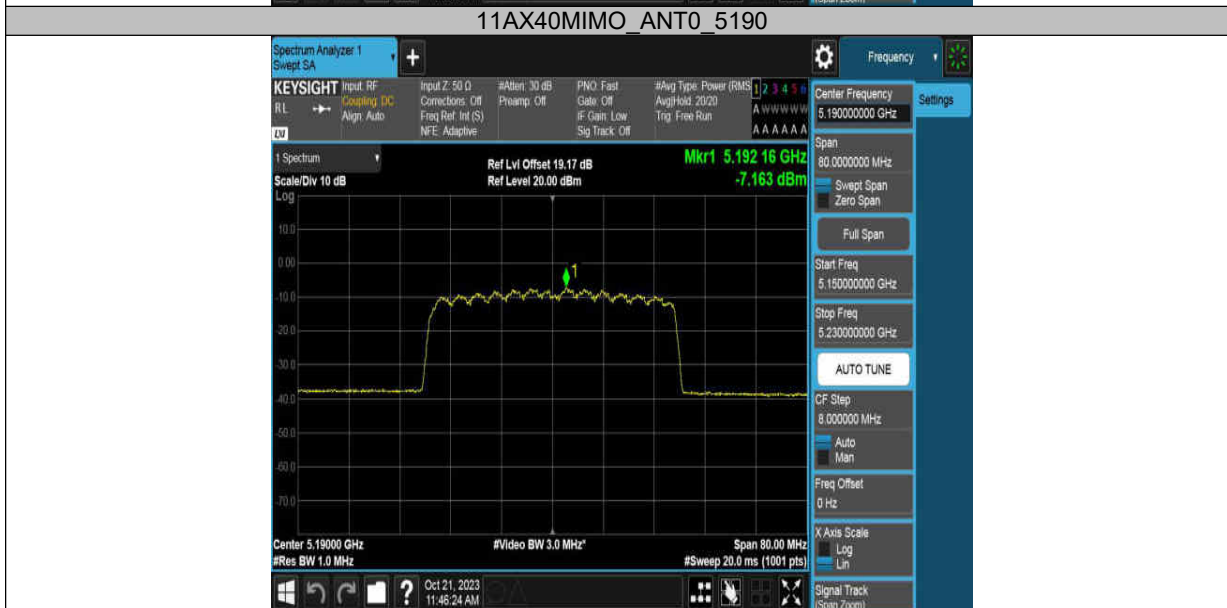 11AX40MIMO_ANT0_5190
Spectrum Analyzer 1
Swept SA
+
Frequency
KEYSIGHT
RL
LXI
Input: RF
Coupling: DC
Align: Auto
Input Z: 50 Ω
Corrections: Off
Freq Ref: Int (S)
NFE: Adaptive
#Atten: 30 dB
Preamp: Off
PNO: Fast
Gate: Off
IF Gain: Low
Sig Track: Off
#Avg Type: Power (RMS
Avg|Hold: 20/20
Trig: Free Run
1 2 3 4 5 6
A W W W W W
A A A A A A
Center Frequency
5.190000000 GHz
Settings
Span
80.0000000 MHz
Swept Span
Zero Span
Full Span
Start Freq
5.150000000 GHz
Stop Freq
5.230000000 GHz
AUTO TUNE
CF Step
8.000000 MHz
Auto
Man
Freq Offset
0 Hz
X Axis Scale
Log
Lin
Signal Track
(Span Zoom)
1 Spectrum
Scale/Div 10 dB
Log
Ref Lvl Offset 19.17 dB
Ref Level 20.00 dBm
Mkr1 5.192 16 GHz
-7.163 dBm
10.0
0.00
-10.0
-20.0
-30.0
-40.0
-50.0
-60.0
-70.0
1
Center 5.19000 GHz
#Res BW 1.0 MHz
#Video BW 3.0 MHz*
Span 80.00 MHz
#Sweep 20.0 ms (1001 pts)
?
Oct 21, 2023
11:46:24 AM